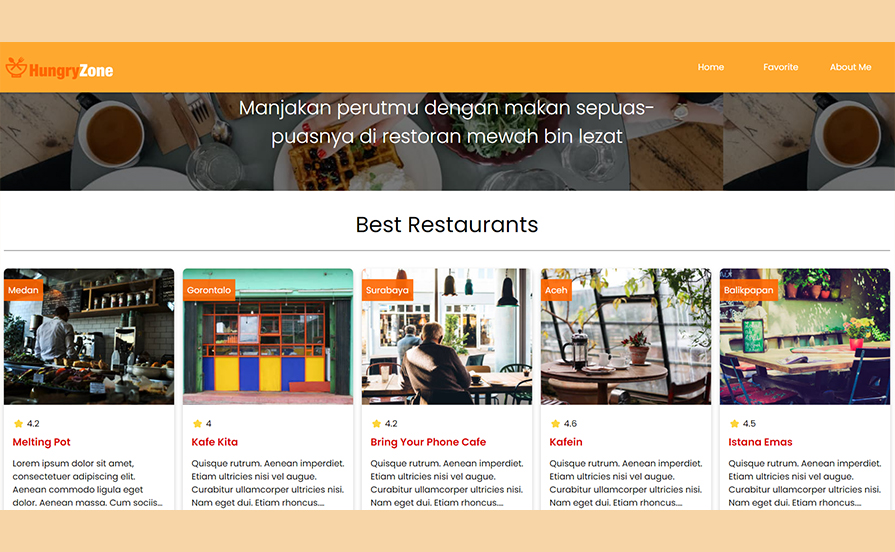 HungryZone
Home Favorite About Me
Manjakan perutmu dengan makan sepuas-
puasnya di restoran mewah bin lezat
Best Restaurants
Medan
4.2
Melting Pot
Lorem ipsum dolor sit amet,
consectetuer adipiscing elit.
Aenean commodo ligula eget
dolor. Aenean massa. Cum sociis...
Gorontalo
4
Kafe Kita
Quisque rutrum. Aenean imperdiet.
Etiam ultricies nisi vel augue.
Curabitur ullamcorper ultricies nisi.
Nam eget dui. Etiam rhoncus....
Surabaya
4.2
Bring Your Phone Cafe
Quisque rutrum. Aenean imperdiet.
Etiam ultricies nisi vel augue.
Curabitur ullamcorper ultricies nisi.
Nam eget dui. Etiam rhoncus....
Aceh
4.6
Kafein
Quisque rutrum. Aenean imperdiet.
Etiam ultricies nisi vel augue.
Curabitur ullamcorper ultricies nisi.
Nam eget dui. Etiam rhoncus....
Balikpapan
4.5
Istana Emas
Quisque rutrum. Aenean imperdiet.
Etiam ultricies nisi vel augue.
Curabitur ullamcorper ultricies nisi.
Nam eget dui. Etiam rhoncus....